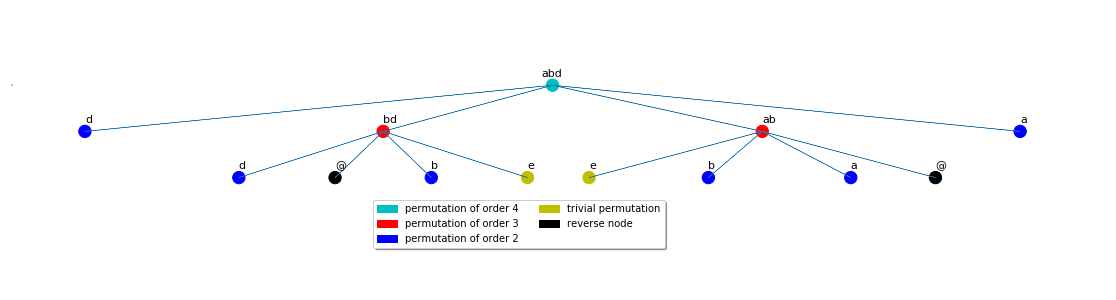 abd
d
bd
ab
a
d
@
b
e
e
b
a
@
permutation of order 4
permutation of order 3
permutation of order 2
trivial permutation
reverse node